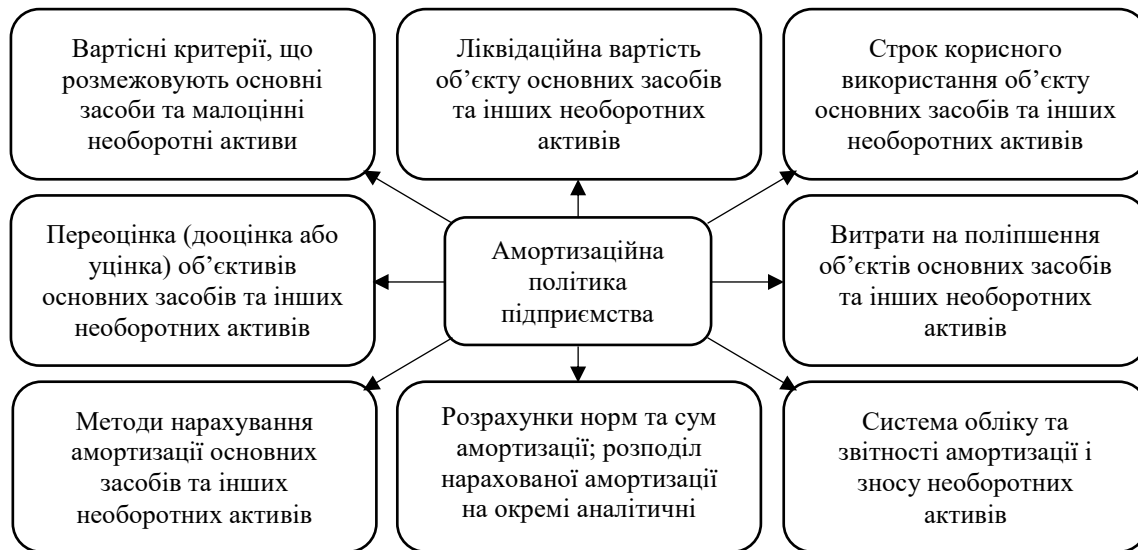 Вартісні критерії, що
розмежовують основні
засоби та малоцінні
необоротні активи
Ліквідаційна вартість
об’єкту основних засобів
та інших необоротних
активів
Строк корисного
використання об’єкту
основних засобів та інших
необоротних активів
Переоцінка (дооцінка або
уцінка) об’єктивів
основних засобів та інших
необоротних активів
Амортизаційна
політика
підприємства
Витрати на поліпшення
об’єктів основних засобів
та інших необоротних
активів
Методи нарахування
амортизації основних
засобів та інших
необоротних активів
Розрахунки норм та сум
амортизації; розподіл
нарахованої амортизації
на окремі аналітичні
Система обліку та
звітності амортизації і
зносу необоротних
активів